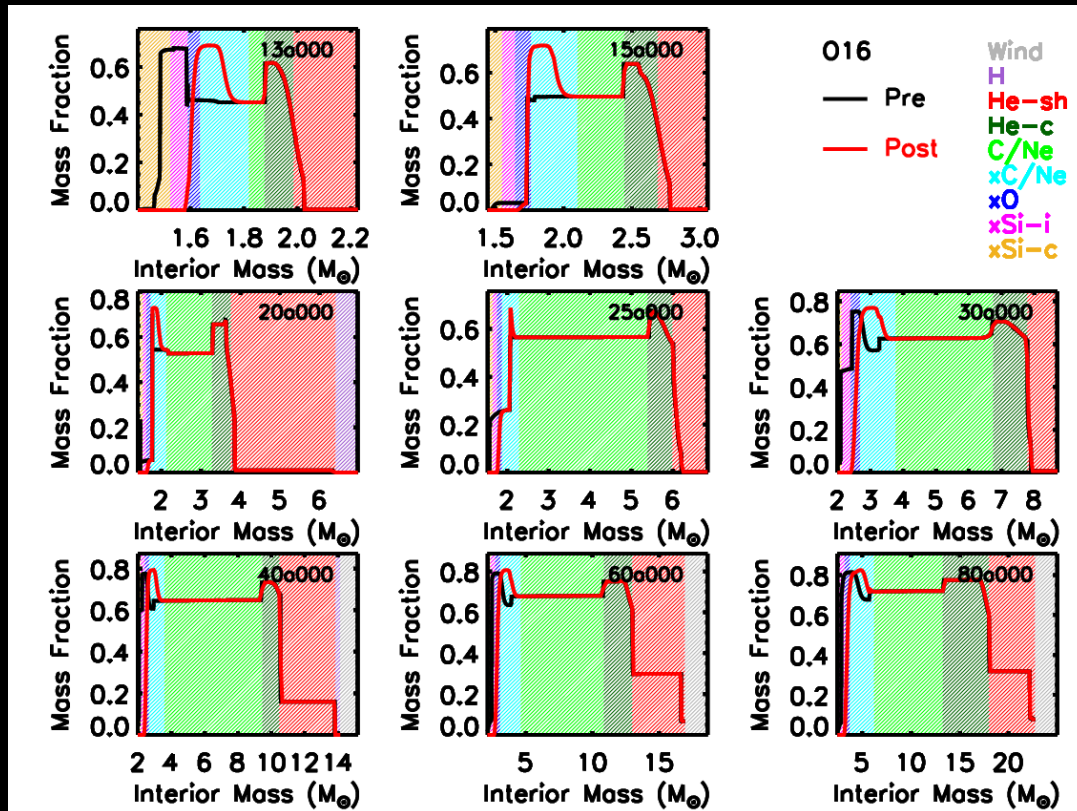 13a000
15a000
O16
Pre
Post
Wind
H
He-sh
He-c
C/Ne
xC/Ne
xO
xSi-i
xSi-c
Mass Fraction
0.6
0.4
0.2
0.0
1.6 1.8 2.0 2.2
Interior Mass (M⊙)
Mass Fraction
0.6
0.4
0.2
0.0
1.5 2.0 2.5 3.0
Interior Mass (M⊙)
20a000
25a000
30a000
Mass Fraction
0.8
0.6
0.4
0.2
0.0
2 3 4 5 6
Interior Mass (M⊙)
Mass Fraction
0.8
0.6
0.4
0.2
0.0
2 3 4 5 6
Interior Mass (M⊙)
Mass Fraction
0.8
0.6
0.4
0.2
0.0
2 3 4 5 6 7 8
Interior Mass (M⊙)
40a000
60a000
80a000
Mass Fraction
0.8
0.6
0.4
0.2
0.0
2 4 6 8 10 12 14
Interior Mass (M⊙)
Mass Fraction
0.8
0.6
0.4
0.2
0.0
5 10 15
Interior Mass (M⊙)
Mass Fraction
0.8
0.6
0.4
0.2
0.0
5 10 15 20
Interior Mass (M⊙)